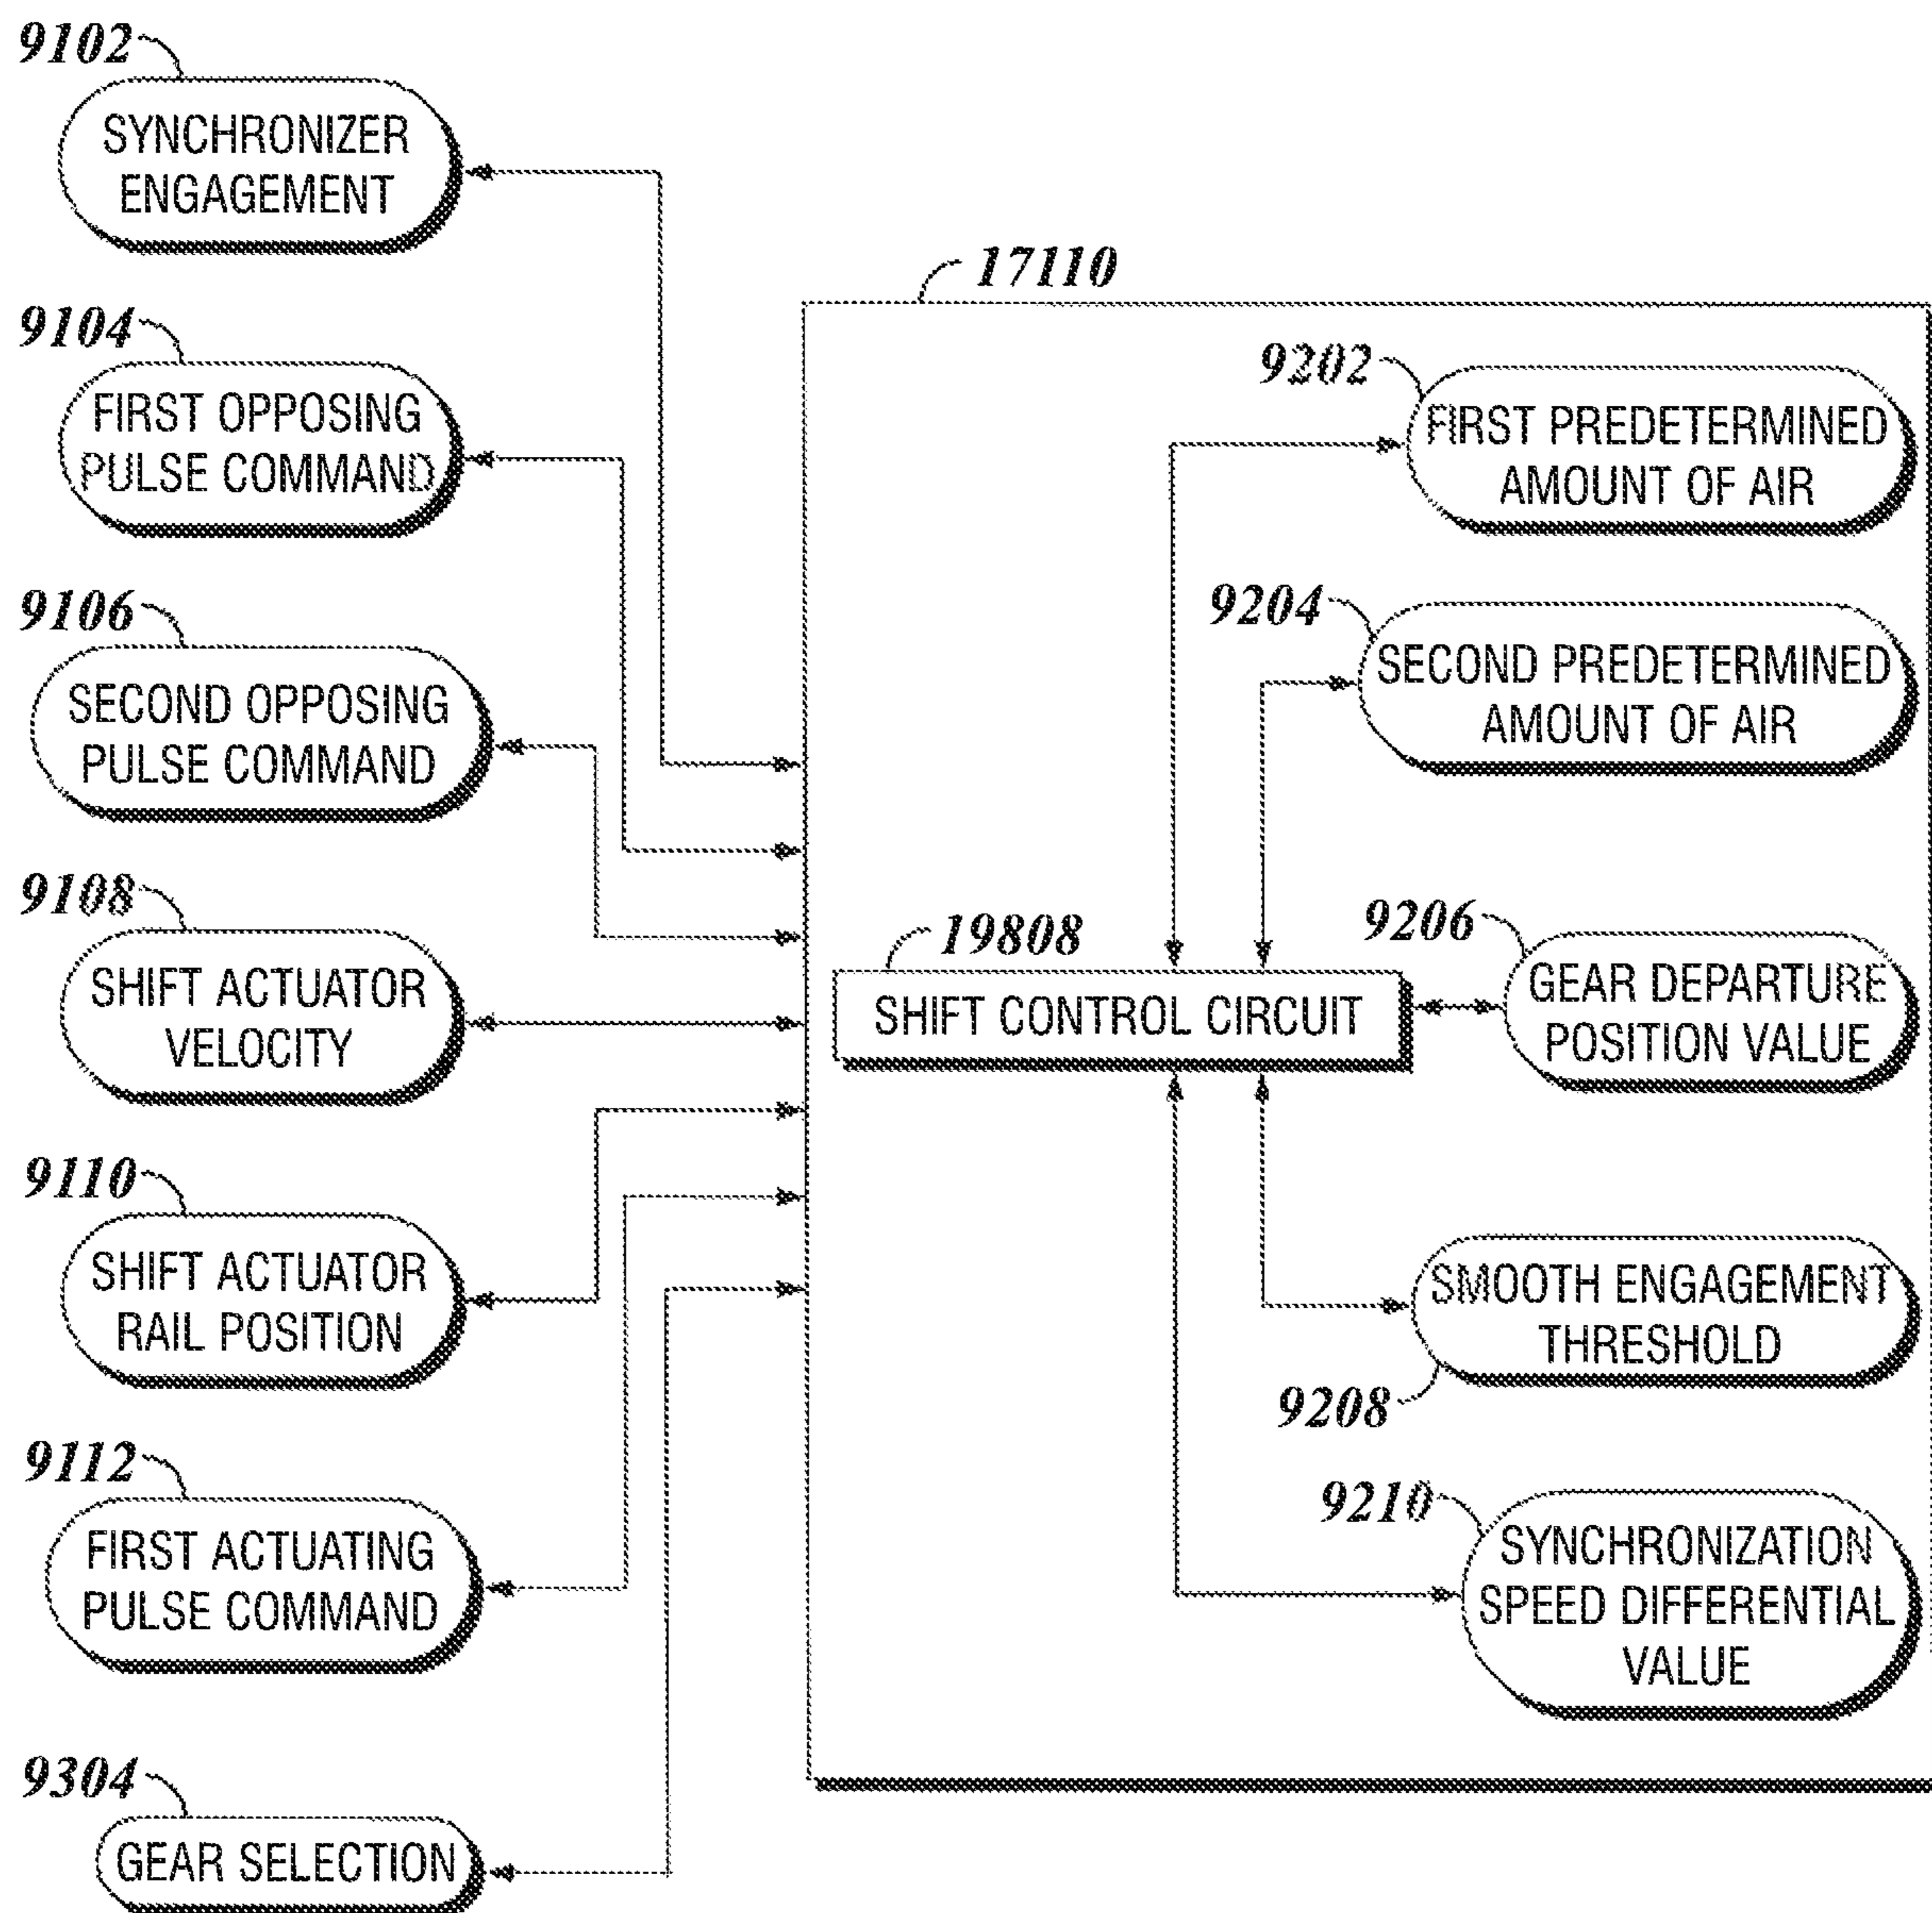 9102
SYNCHRONIZER
ENGAGEMENT
9104
FIRST OPPOSING
PULSE COMMAND
9106
SECOND OPPOSING
PULSE COMMAND
9108
SHIFT ACTUATOR
VELOCITY
9110
SHIFT ACTUATOR
RAIL POSITION
9112
FIRST ACTUATING
PULSE COMMAND
9304
GEAR SELECTION
17110
9202
FIRST PREDETERMINED
AMOUNT OF AIR
9204
SECOND PREDETERMINED
AMOUNT OF AIR
19808
SHIFT CONTROL CIRCUIT
9206
GEAR DEPARTURE
POSITION VALUE
SMOOTH ENGAGEMENT
THRESHOLD
9208
9210
SYNCHRONIZATION
SPEED DIFFERENTIAL
VALUE